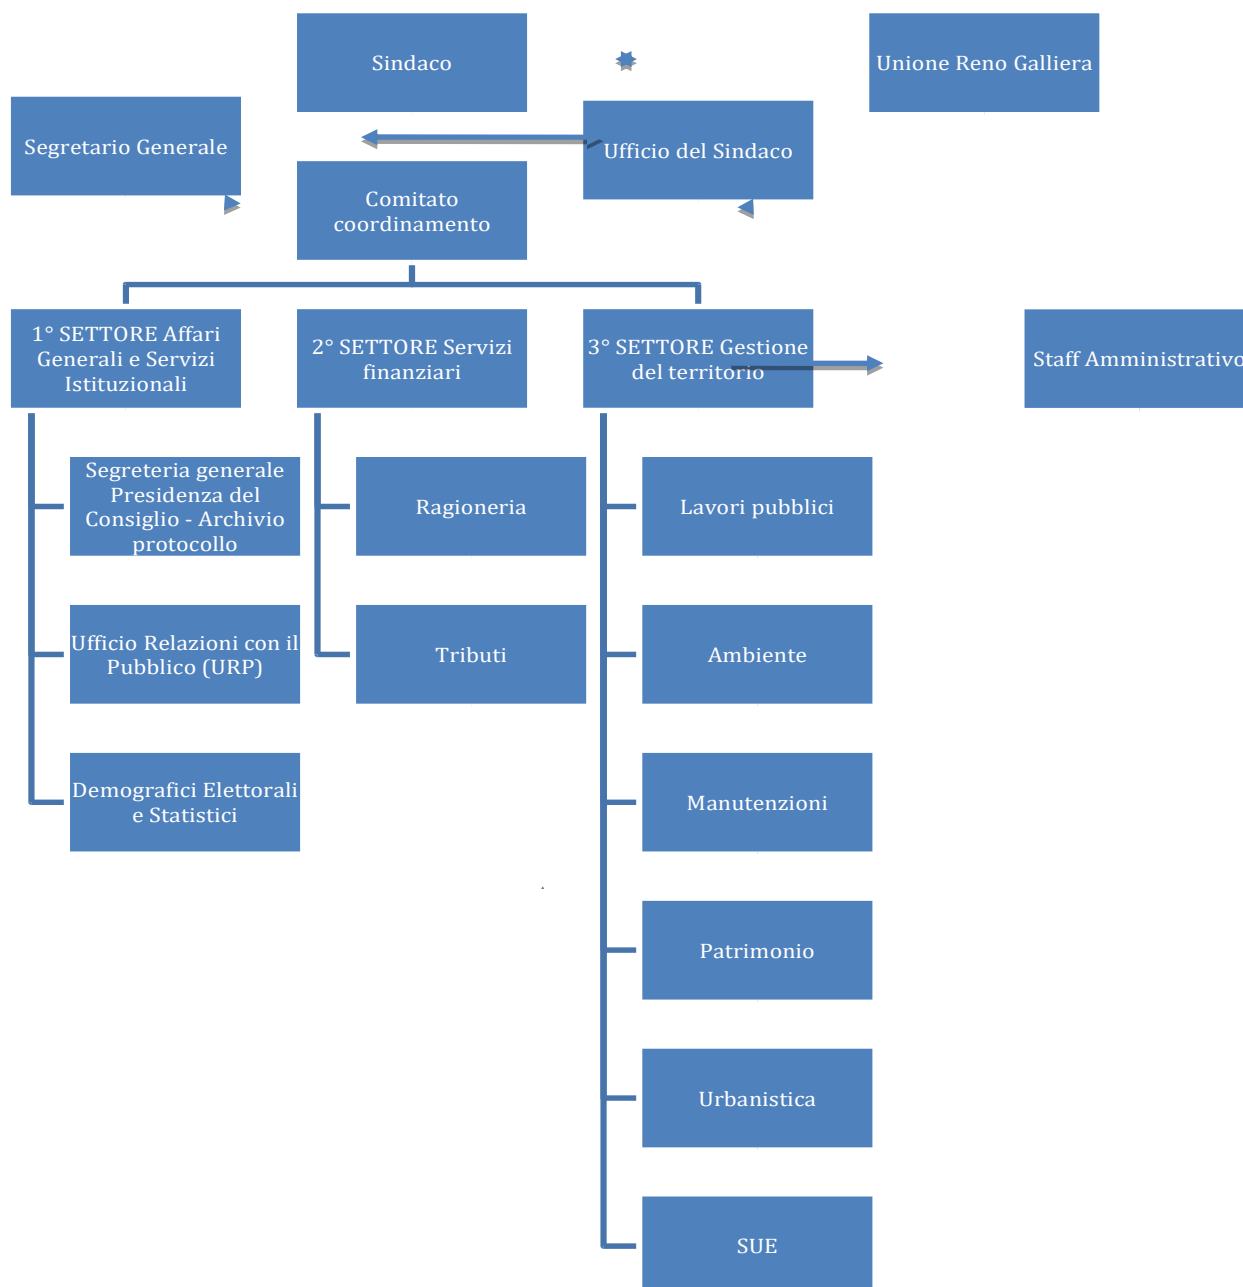 Sindaco
Unione Reno Galliera
Segretario Generale
Ufficio del Sindaco
Comitato
coordinamento
1° SETTORE Affari
Generali e Servizi
Istituzionali
2° SETTORE Servizi
finanziari
3° SETTORE Gestione
del territorio
Staff Amministrativo
Segreteria generale
Presidenza del
Consiglio - Archivio
protocollo
Ufficio Relazioni con il
Pubblico (URP)
Demografici Elettorali
e Statistici
Ragioneria
Tributi
Lavori pubblici
Ambiente
Manutenzioni
Patrimonio
Urbanistica
SUE